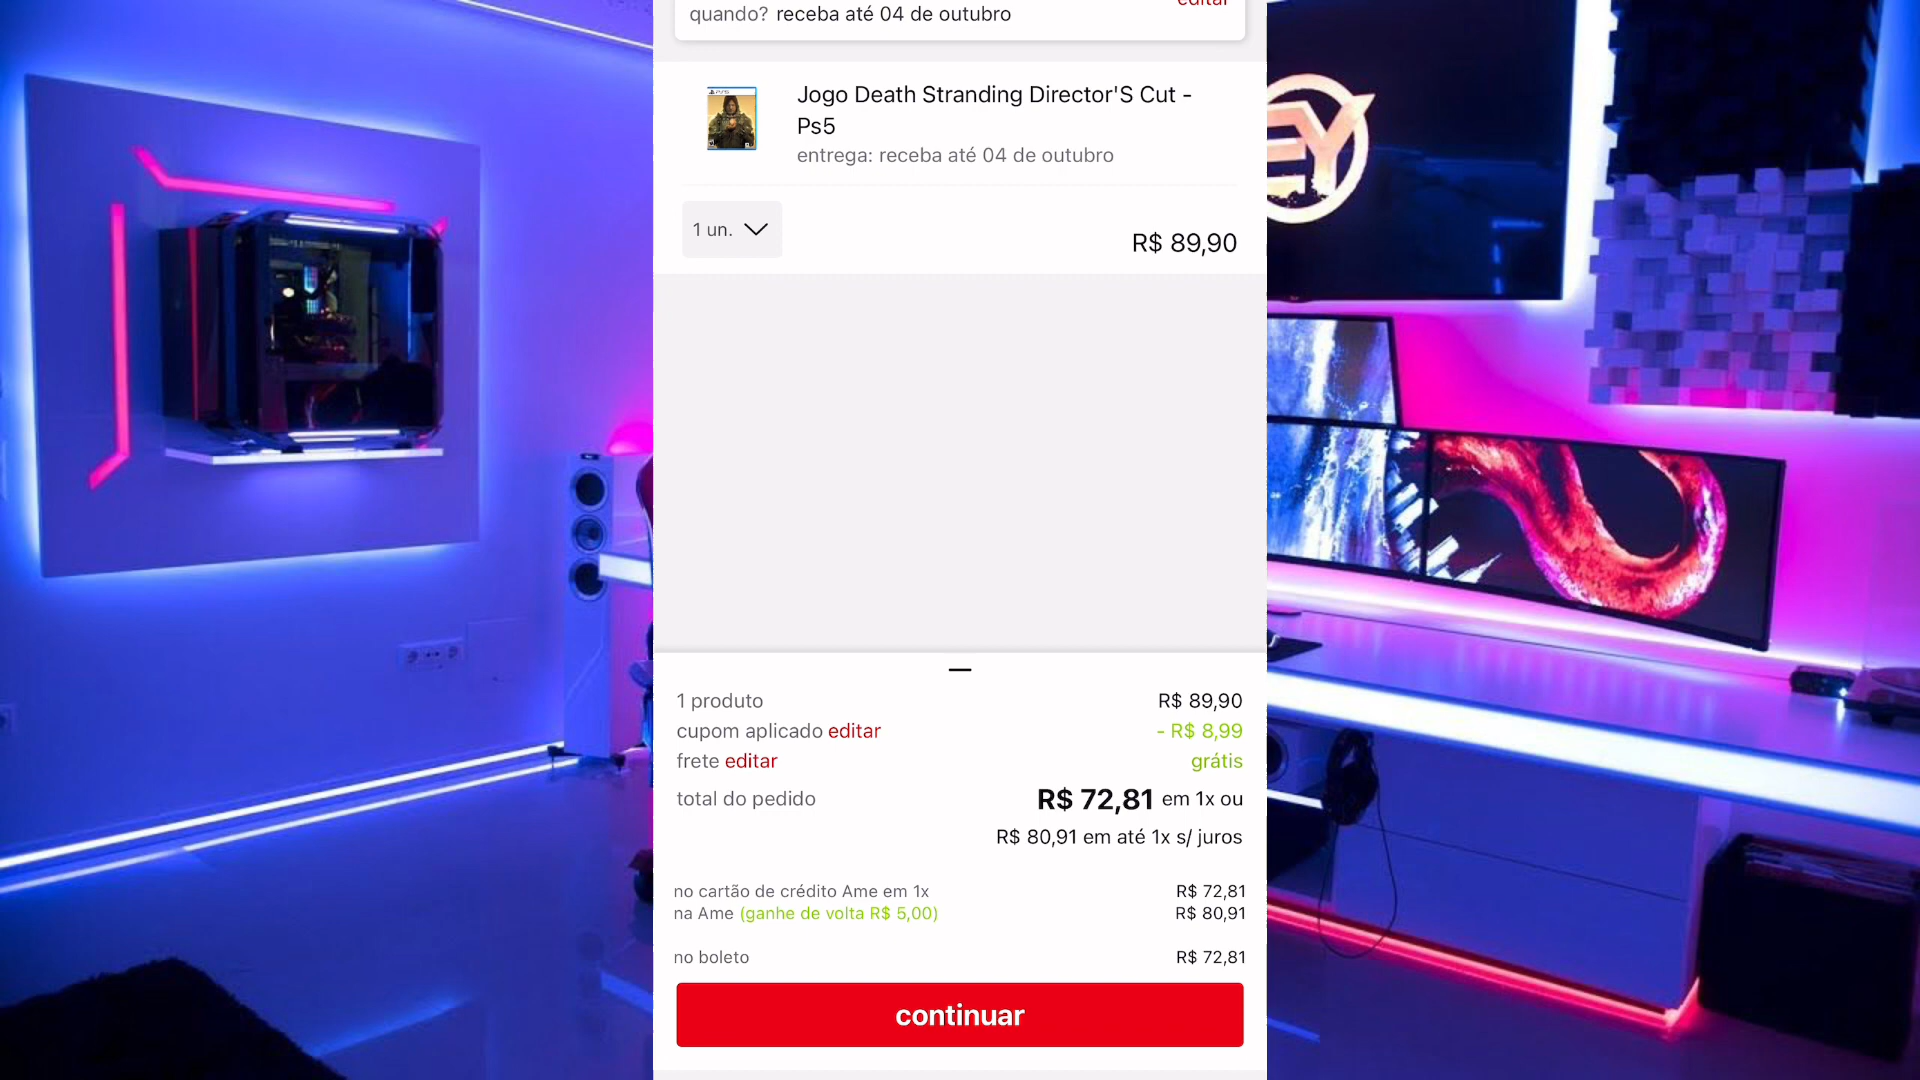 quando? receba até 04 de outubro
editar
Jogo Death Stranding Director'S Cut -
Ps5
entrega: receba até 04 de outubro
1 un.
R$ 89,90
1 produto R$ 89,90
cupom aplicado editar - R$ 8,99
frete editar grátis
total do pedido R$ 72,81 em 1x ou
R$ 80,91 em até 1x s/ juros
no cartão de crédito Ame em 1x R$ 72,81
na Ame (ganhe de volta R$ 5,00) R$ 80,91
no boleto R$ 72,81
continuar
EY